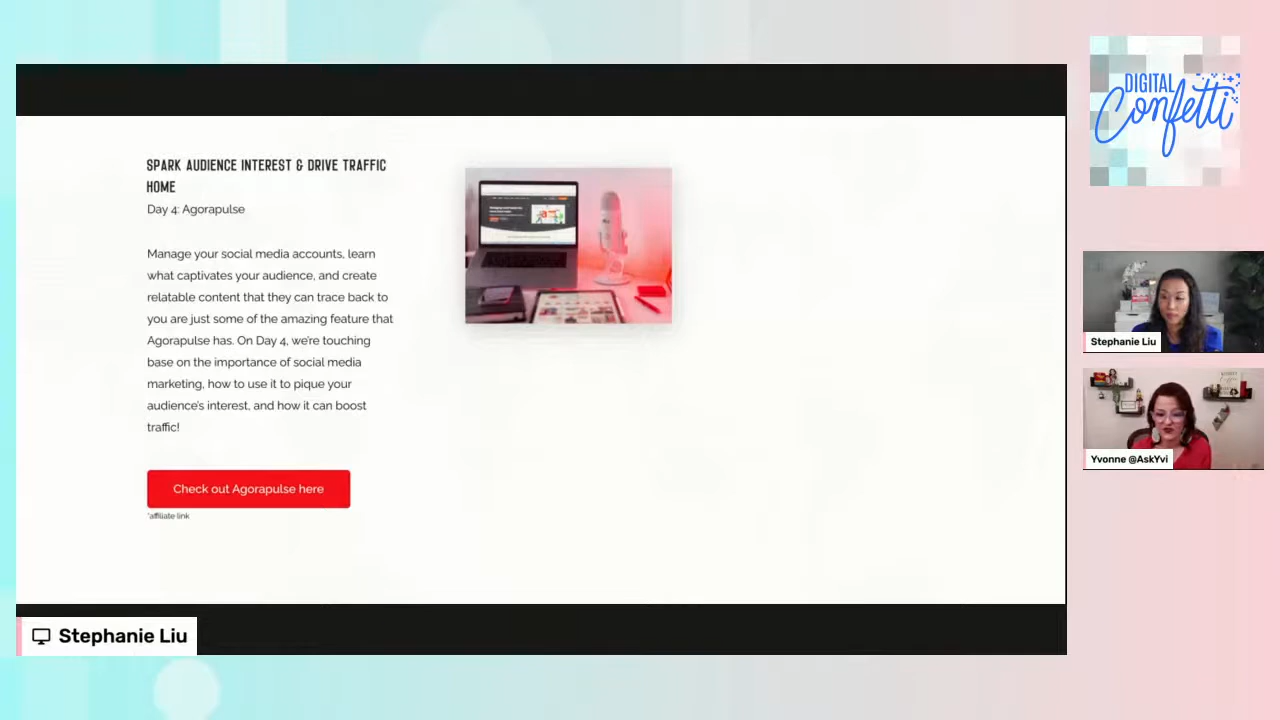 SPARK AUDIENCE INTEREST & DRIVE TRAFFIC
HOME
Day 4: Agorapulse
Manage your social media accounts, learn
what captivates your audience, and create
relatable content that they can trace back to
you are just some of the amazing feature that
Agorapulse has. On Day 4, we're touching
base on the importance of social media
marketing, how to use it to pique your
audience's interest, and how it can boost
traffic!
Check out Agorapulse here
*affiliate link
Stephanie Liu
DIGITAL
Confetti
Stephanie Liu
Yvonne @AskYvi